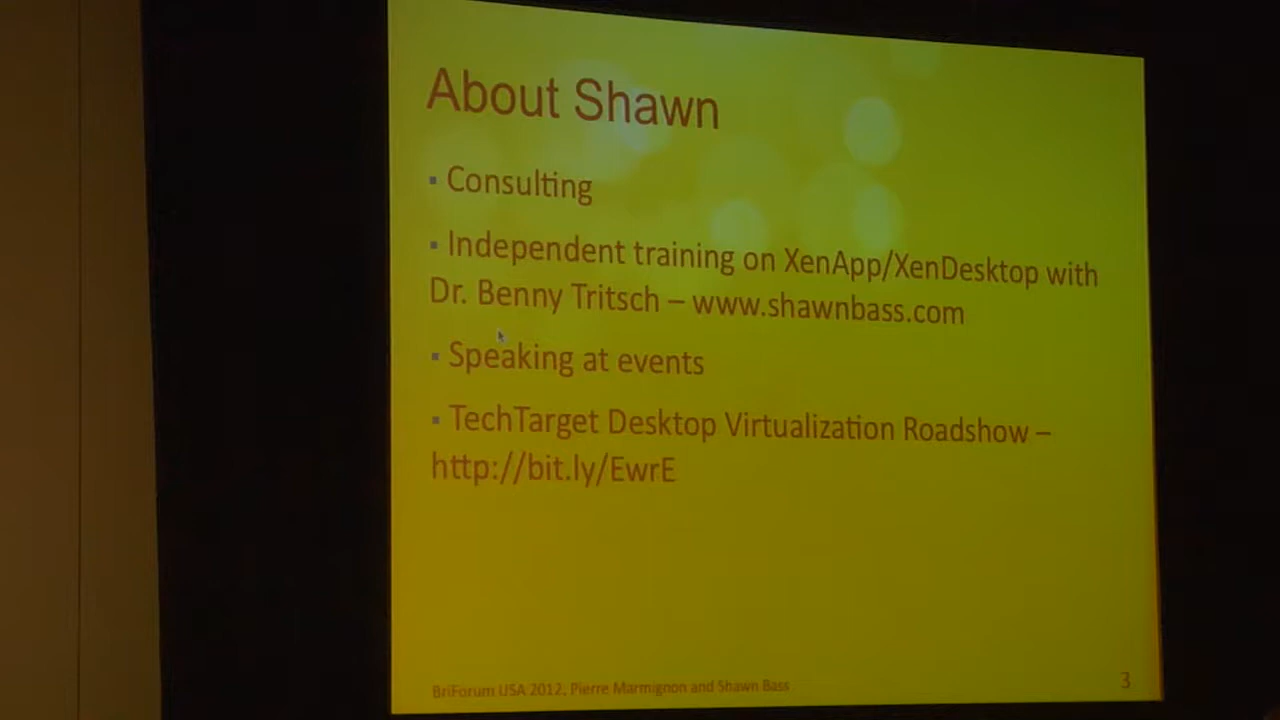 About Shawn
▪ Consulting
▪ Independent training on XenApp/XenDesktop with
Dr. Benny Tritsch – www.shawnbass.com
▪ Speaking at events
▪ TechTarget Desktop Virtualization Roadshow –
http://bit.ly/EwrE
BriForum USA 2012, Pierre Marmignon and Shawn Bass
3